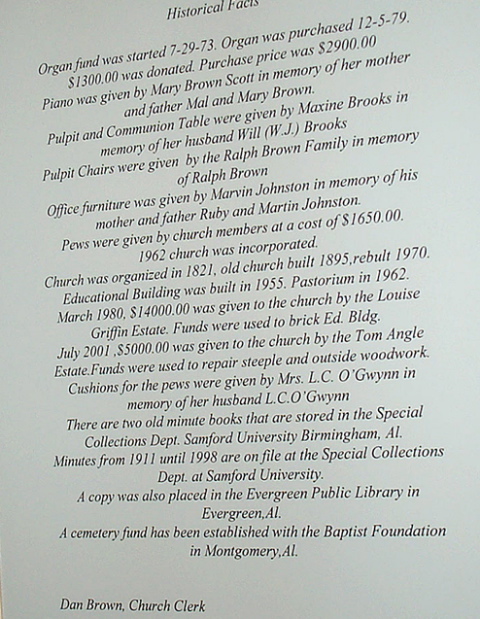 Historical Facts
Organ fund was started 7-29-73. Organ was purchased 12-5-79.
$1300.00 was donated. Purchase price was $2900.00
Piano was given by Mary Brown Scott in memory of her mother
and father Mal and Mary Brown.
Pulpit and Communion Table were given by Maxine Brooks in
memory of her husband Will (W.J.) Brooks
Pulpit Chairs were given by the Ralph Brown Family in memory
of Ralph Brown
Office furniture was given by Marvin Johnston in memory of his
mother and father Ruby and Martin Johnston.
Pews were given by church members at a cost of $1650.00.
1962 church was incorporated.
Church was organized in 1821, old church built 1895,rebult 1970.
Educational Building was built in 1955. Pastorium in 1962.
March 1980, $14000.00 was given to the church by the Louise
Griffin Estate. Funds were used to brick Ed. Bldg.
July 2001 ,$5000.00 was given to the church by the Tom Angle
Estate.Funds were used to repair steeple and outside woodwork.
Cushions for the pews were given by Mrs. L.C. O'Gwynn in
memory of her husband L.C.O'Gwynn
There are two old minute books that are stored in the Special
Collections Dept. Samford University Birmingham, Al.
Minutes from 1911 until 1998 are on file at the Special Collections
Dept. at Samford University.
A copy was also placed in the Evergreen Public Library in
Evergreen,Al.
A cemetery fund has been established with the Baptist Foundation
in Montgomery,Al.
Dan Brown, Church Clerk